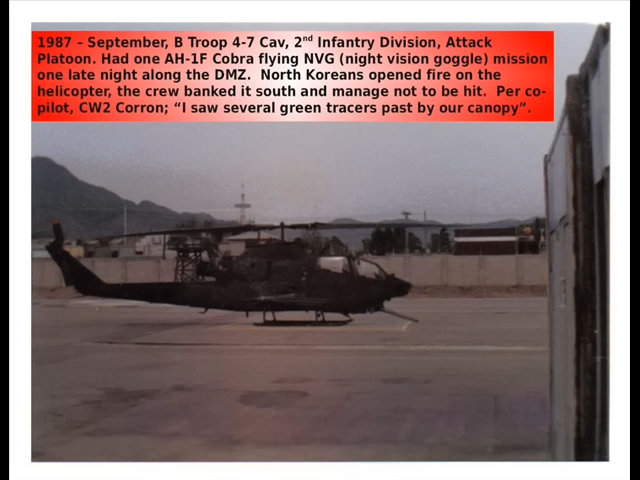 1987 – September, B Troop 4-7 Cav, 2nd Infantry Division, Attack
Platoon. Had one AH-1F Cobra flying NVG (night vision goggle) mission
one late night along the DMZ.  North Koreans opened fire on the
helicopter, the crew banked it south and manage not to be hit.  Per co-
pilot, CW2 Corron; “I saw several green tracers past by our canopy”.